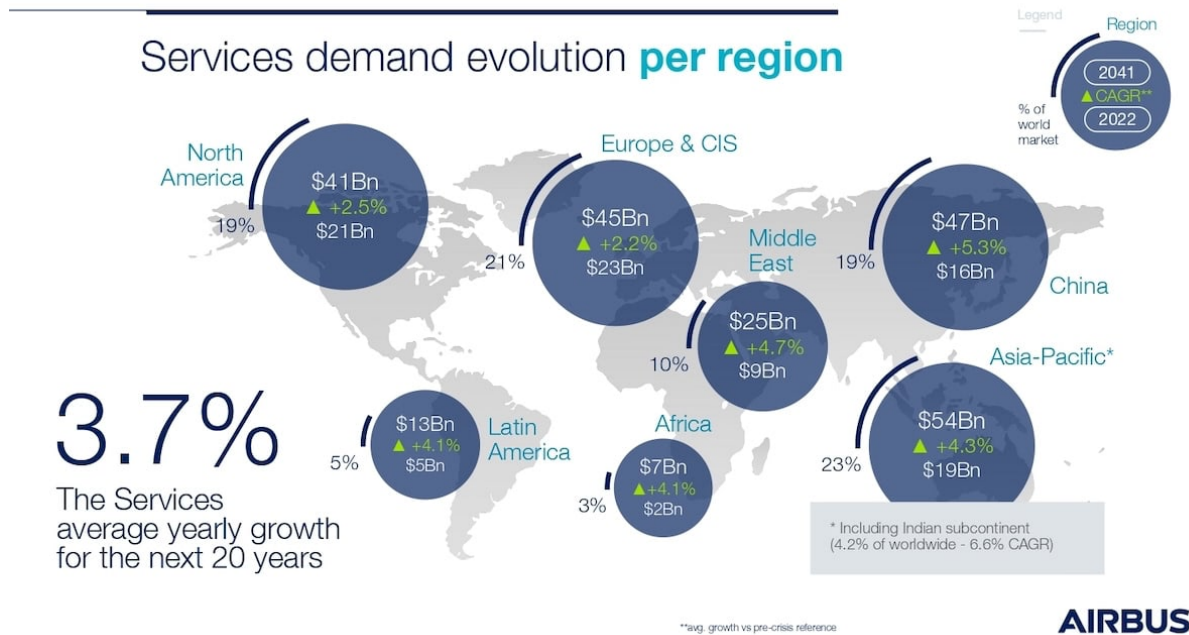 Services demand evolution per region
Legend
Region
2041
▲ CAGR**
2022
% of
world
market
North
America
19%
$41Bn
▲ +2.5%
$21Bn
Europe & CIS
21%
$45Bn
▲ +2.2%
$23Bn
Middle
East
10%
$25Bn
▲ +4.7%
$9Bn
19%
$47Bn
▲ +5.3%
$16Bn
China
Asia-Pacific*
23%
$54Bn
▲ +4.3%
$19Bn
Latin
America
5%
$13Bn
▲ +4.1%
$5Bn
Africa
3%
$7Bn
▲ +4.1%
$2Bn
3.7%
The Services
average yearly growth
for the next 20 years
* Including Indian subcontinent
(4.2% of worldwide - 6.6% CAGR)
**avg. growth vs pre-crisis reference
AIRBUS